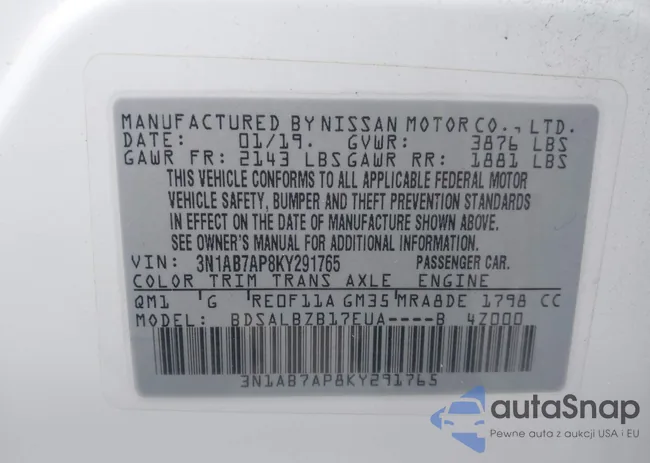 MANUFACTURED BY NISSAN MOTOR CO., LTD.
DATE: 01/19. GVWR: 3876 LBS
GAWR FR: 2143 LBS GAWR RR: 1881 LBS
THIS VEHICLE CONFORMS TO ALL APPLICABLE FEDERAL MOTOR
VEHICLE SAFETY, BUMPER AND THEFT PREVENTION STANDARDS
IN EFFECT ON THE DATE OF MANUFACTURE SHOWN ABOVE.
SEE OWNER'S MANUAL FOR ADDITIONAL INFORMATION.
VIN: 3N1AB7AP8KY291765 PASSENGER CAR.
COLOR TRIM TRANS AXLE ENGINE
QM1 G RE0F11A GM35 MRA8DE 1798 CC
MODEL: BDSALBZB17EUA----B 4Z000
3N1AB7AP8KY291765
autaSnap
Pewne auta z aukcji USA i EU